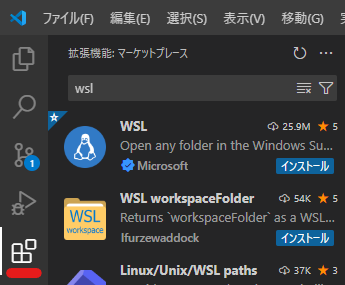 ファイル(F) 編集(E) 選択(S) 表示(V) 移動(G)
拡張機能: マーケットプレース
wsl
WSL 25.9M 5
Open any folder in the Windows Su...
Microsoft インストール
1
WSL workspaceFolder 54K 5
WSL
Returns `workspaceFolder` as a WSL...
lfurzewaddock インストール
Linux/Unix/WSL paths 37K 3